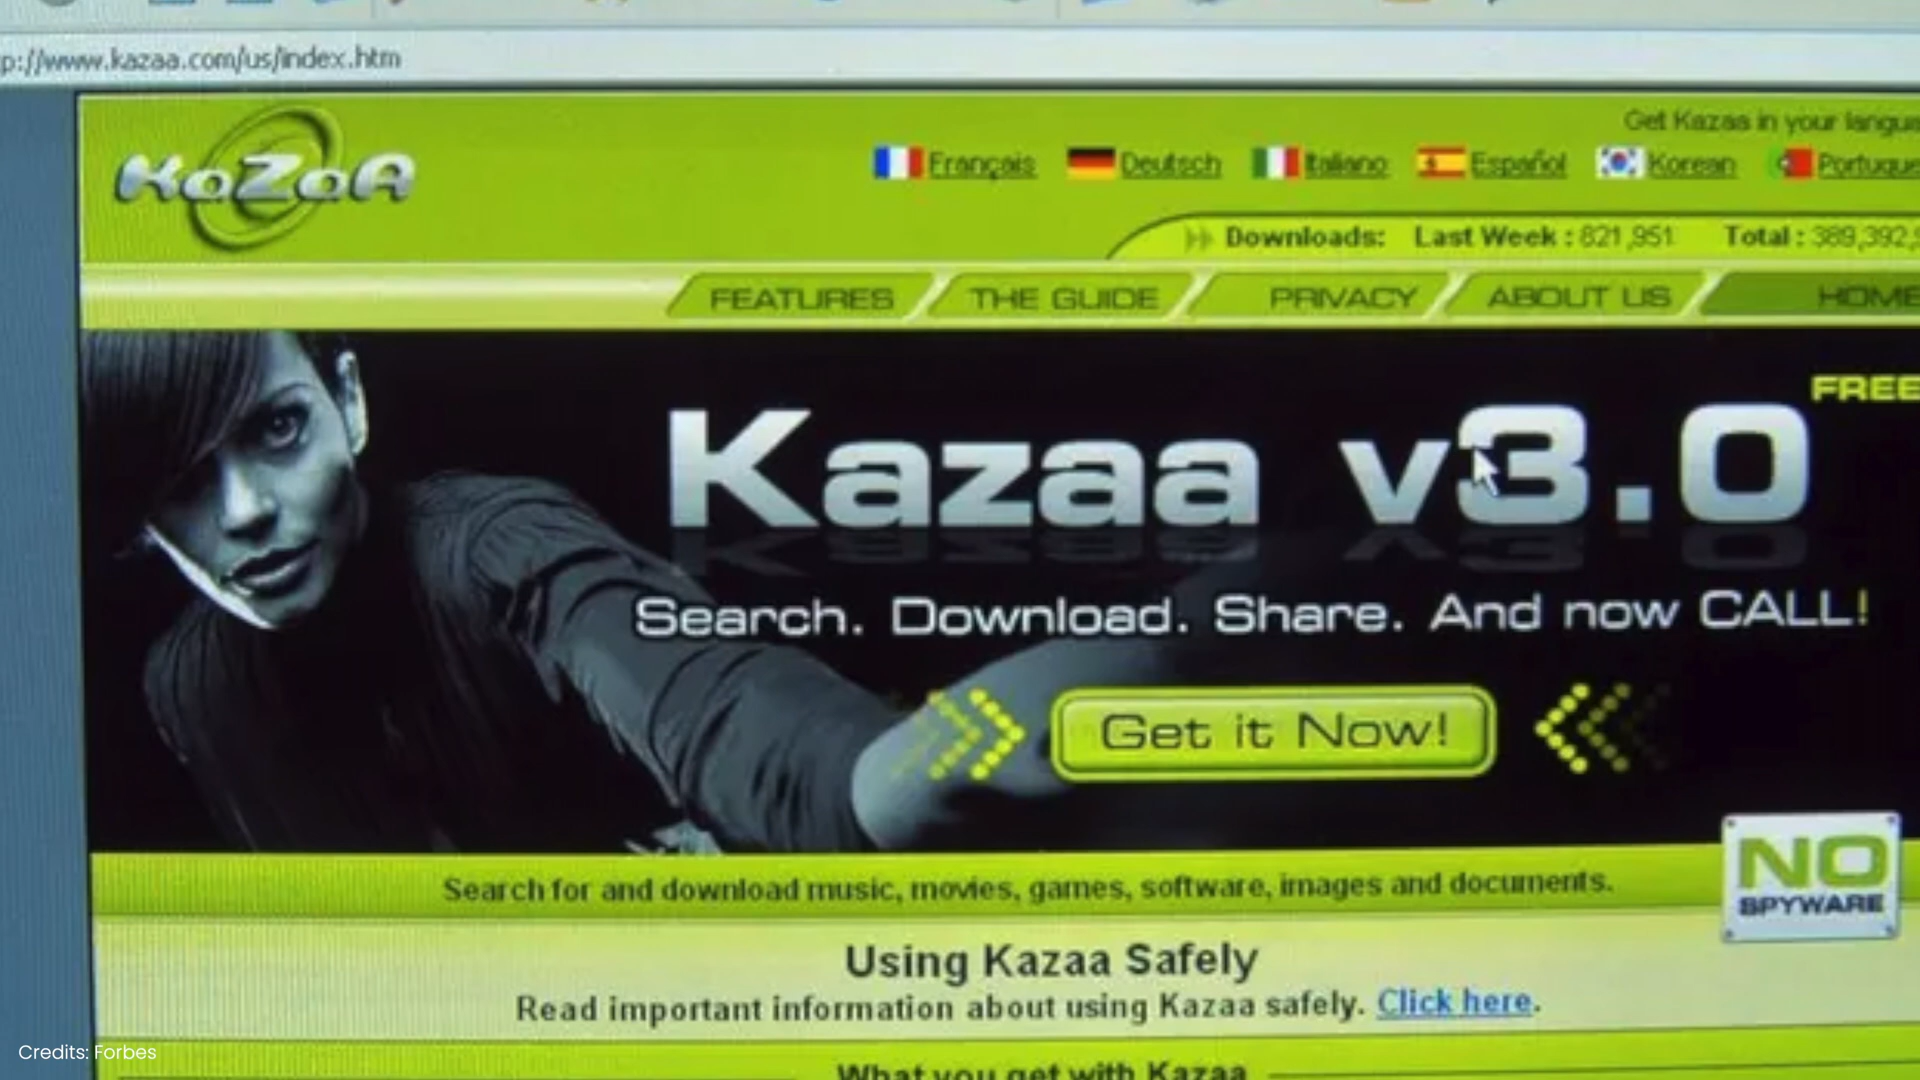 p://www.kazaa.com/us/index.htm
KaZaA
Get Kazaa in your
Français Deutsch Italiano Español Korean
Downloads: Last Week : 821,951 Total : 389,392,
FEATURES THE GUIDE PRIVACY ABOUT US HOME
FREE
Kazaa v3.0
Search. Download. Share. And now CALL!
Get it Now!
NO
SPYWARE
Search for and download music, movies, games, software, images and documents.
Using Kazaa Safely
Read important information about using Kazaa safely. Click here.
What you get with Kazaa
Credits: Forbes